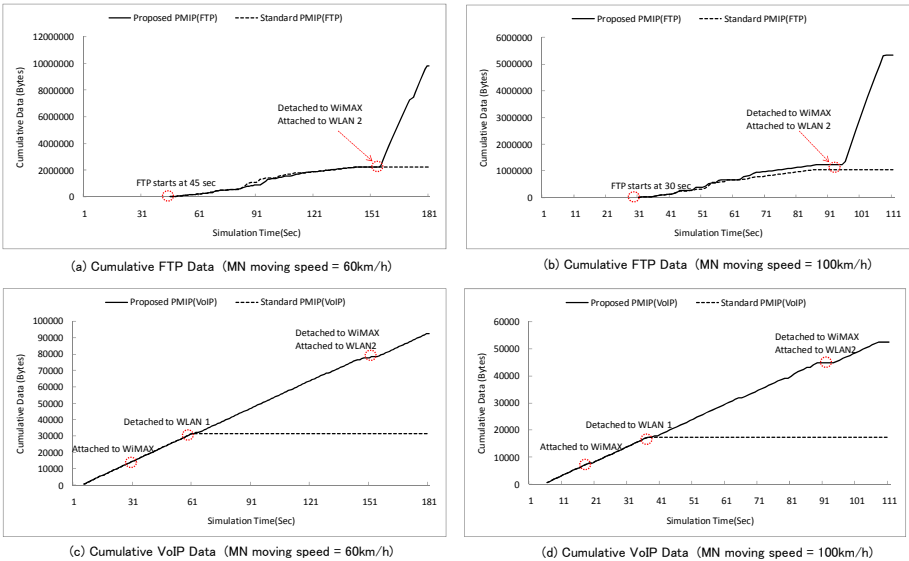 Proposed PMIP(FTP) Standard PMIP(FTP)
12000000
10000000
8000000
6000000
4000000
2000000
0
Cumulative Data (Bytes)
Detached to WiMAX
Attached to WLAN 2
FTP starts at 45 sec
1 31 61 91 121 151 181
Simulation Time(Sec)
(a) Cumulative FTP Data (MN moving speed = 60km/h)
Proposed PMIP(FTP) Standard PMIP(FTP)
6000000
5000000
4000000
3000000
2000000
1000000
0
Cumulative Data (Bytes)
Detached to WiMAX
Attached to WLAN 2
FTP starts at 30 sec
1 11 21 31 41 51 61 71 81 91 101 111
Simulation Time(Sec)
(b) Cumulative FTP Data (MN moving speed = 100km/h)
Proposed PMIP(VoIP) Standard PMIP(VoIP)
100000
90000
80000
70000
60000
50000
40000
30000
20000
10000
0
Cumulative Data (Bytes)
Detached to WiMAX
Attached to WLAN2
Detached to WLAN 1
Attached to WiMAX
1 31 61 91 121 151 181
Simulation Time(Sec)
(c) Cumulative VoIP Data (MN moving speed = 60km/h)
Proposed PMIP(VoIP) Standard PMIP(VoIP)
60000
50000
40000
30000
20000
10000
0
Cumulative Data (Bytes)
Detached to WiMAX
Attached to WLAN2
Detached to WLAN 1
Attached to WiMAX
1 11 21 31 41 51 61 71 81 91 101 111
Simulation Time(Sec)
(d) Cumulative VoIP Data (MN moving speed = 100km/h)